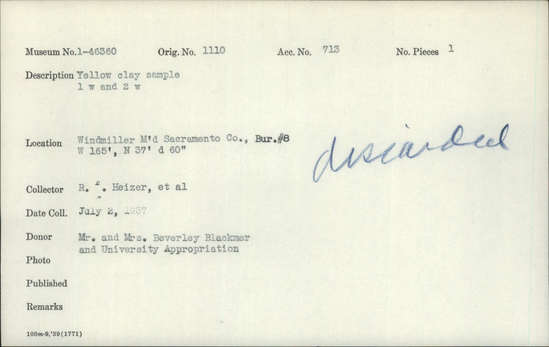 Museum No.1-46360 Orig. No. 1110 Acc. No. 713 No. Pieces 1
Description Yellow clay sample
1 w and 2 w
Location Windmiller M'd Sacramento Co., Bur.#8
W 165', N 37' d 60"
discarded
Collector R. F. Heizer, et al
Date Coll. July 2, 1937
Donor Mr. and Mrs. Beverley Blackmer
and University Appropriation
Photo
Published
Remarks
100m-9,'39(1771)